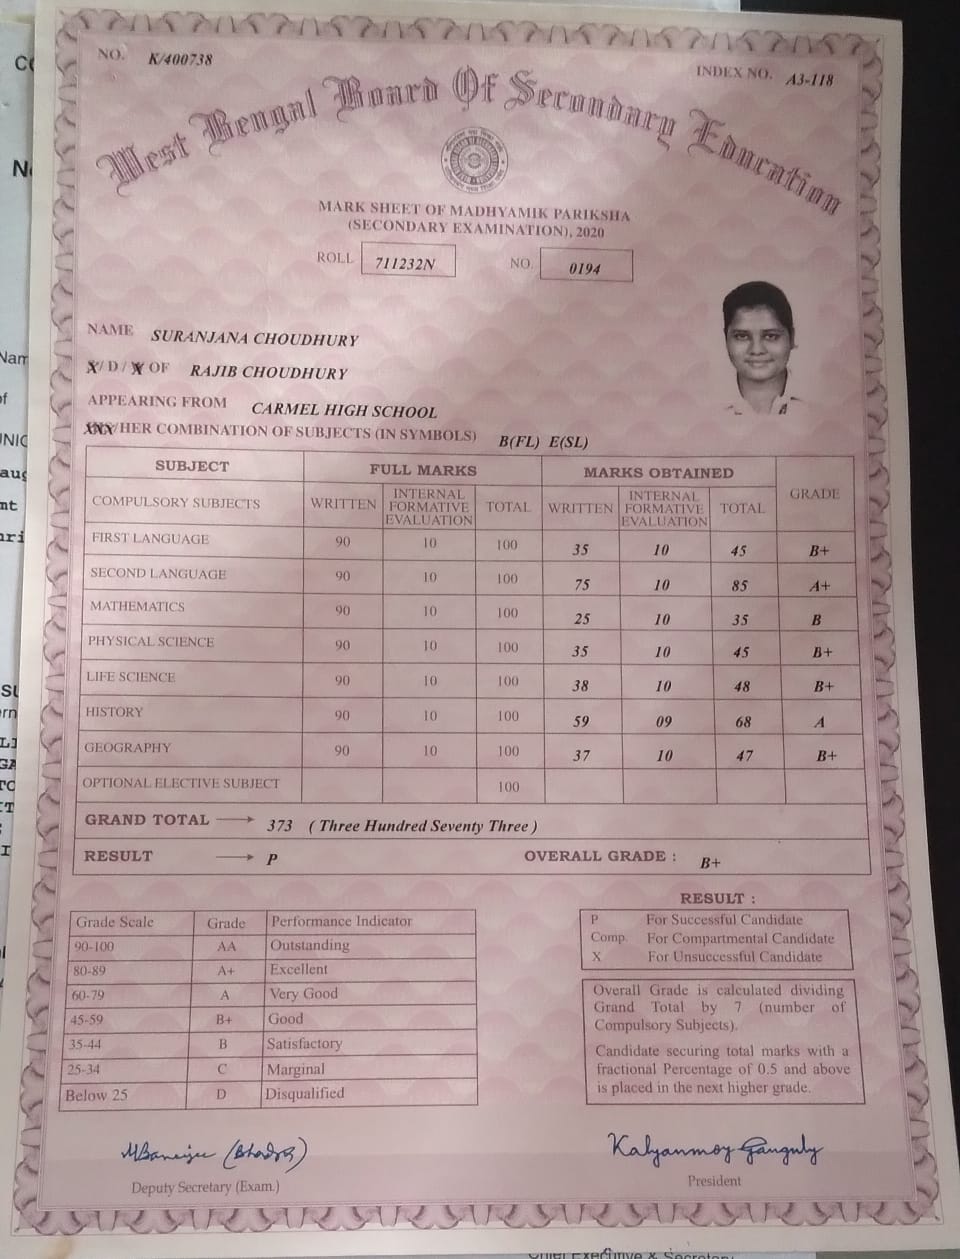 NO. K/400738
INDEX NO. A3-118
West Bengal Board Of Secondary Education
MARK SHEET OF MADHYAMIK PARIKSHA
(SECONDARY EXAMINATION), 2020
ROLL 711232N NO. 0194
NAME SURANJANA CHOUDHURY
X/ D / X OF RAJIB CHOUDHURY
APPEARING FROM CARMEL HIGH SCHOOL
XXX/HER COMBINATION OF SUBJECTS (IN SYMBOLS) B(FL) E(SL)
SUBJECT FULL MARKS MARKS OBTAINED GRADE
COMPULSORY SUBJECTS WRITTEN INTERNAL FORMATIVE EVALUATION TOTAL WRITTEN INTERNAL FORMATIVE EVALUATION TOTAL
FIRST LANGUAGE 90 10 100 35 10 45 B+
SECOND LANGUAGE 90 10 100 75 10 85 A+
MATHEMATICS 90 10 100 25 10 35 B
PHYSICAL SCIENCE 90 10 100 35 10 45 B+
LIFE SCIENCE 90 10 100 38 10 48 B+
HISTORY 90 10 100 59 09 68 A
GEOGRAPHY 90 10 100 37 10 47 B+
OPTIONAL ELECTIVE SUBJECT 100
GRAND TOTAL → 373 ( Three Hundred Seventy Three )
RESULT → P OVERALL GRADE : B+
Grade Scale Grade Performance Indicator
90-100 AA Outstanding
80-89 A+ Excellent
60-79 A Very Good
45-59 B+ Good
35-44 B Satisfactory
25-34 C Marginal
Below 25 D Disqualified
RESULT :
P For Successful Candidate
Comp. For Compartmental Candidate
X For Unsuccessful Candidate
Overall Grade is calculated dividing
Grand Total by 7 (number of
Compulsory Subjects).
Candidate securing total marks with a
fractional Percentage of 0.5 and above
is placed in the next higher grade.
Kalyanmoy Ganguly
Deputy Secretary (Exam.)
President